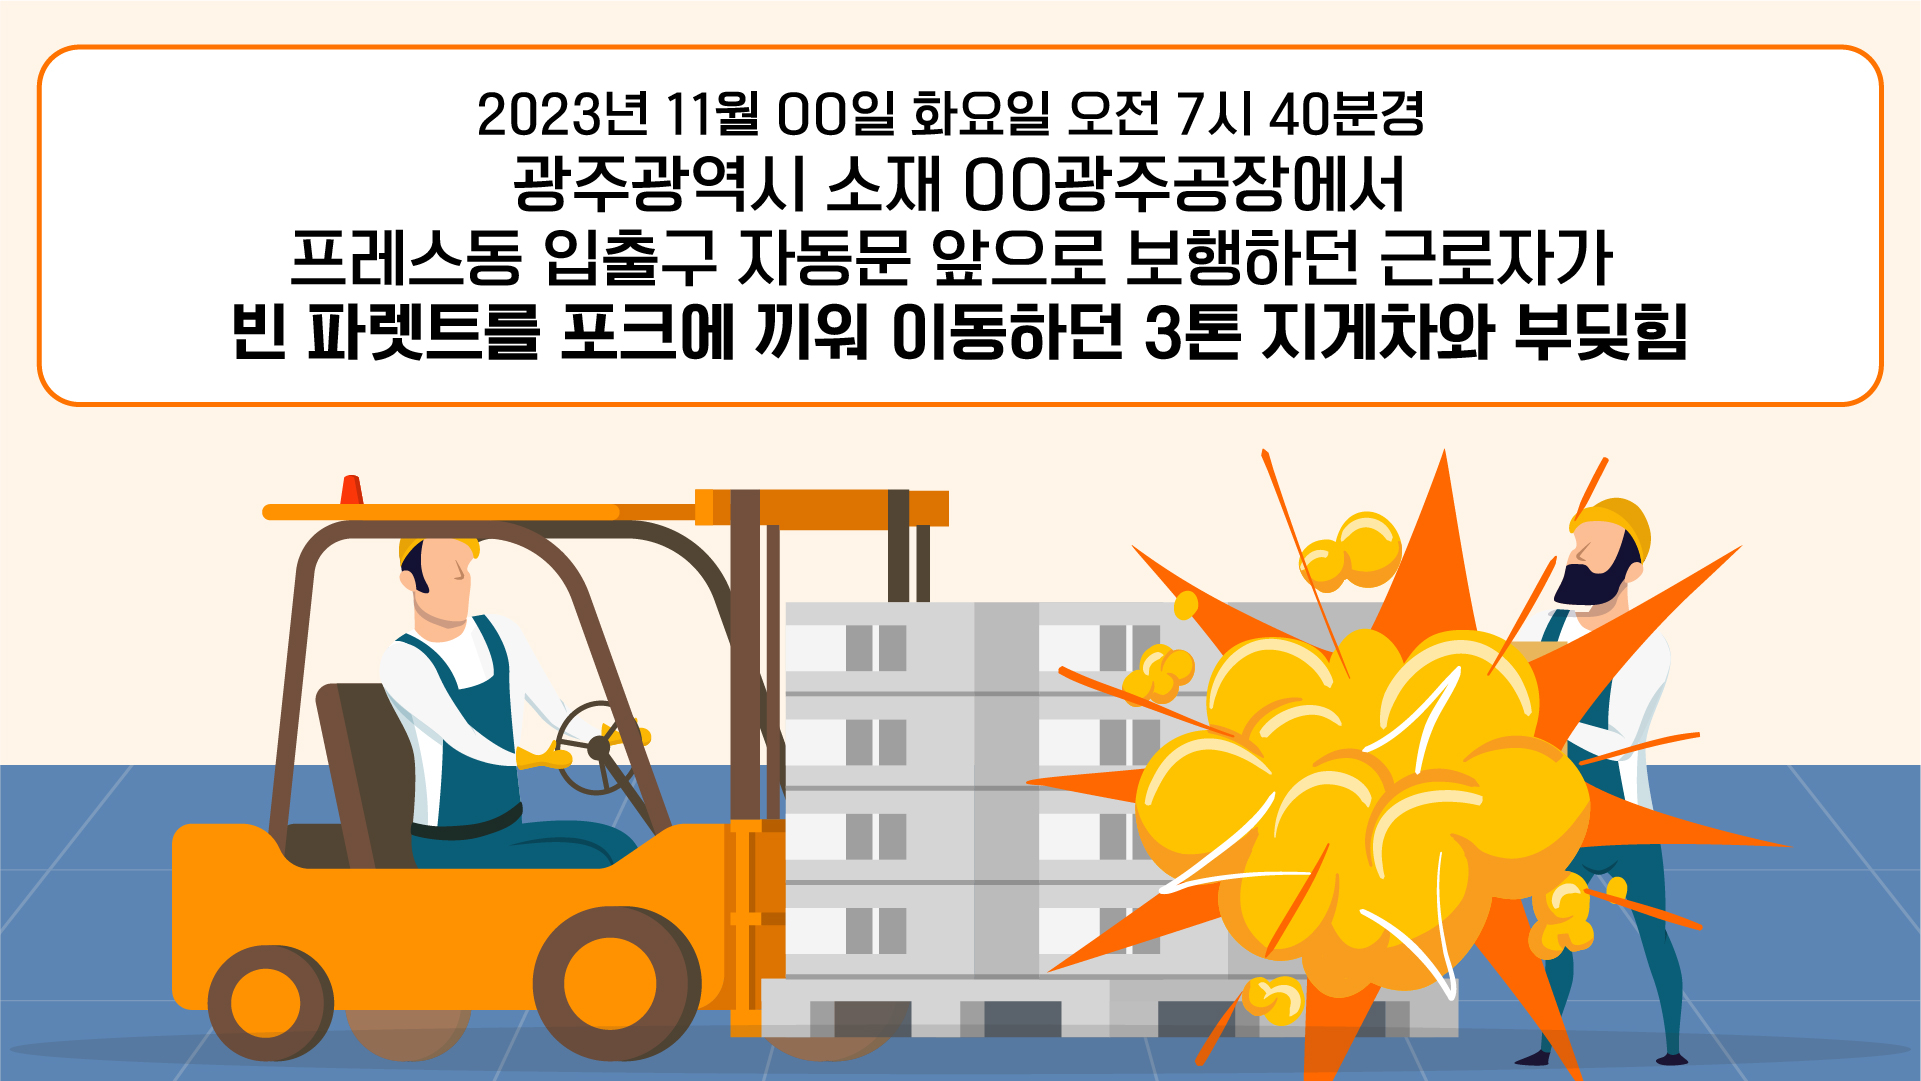 2023년 11월 OO일 화요일 오전 7시 40분경
광주광역시 소재 OO광주공장에서
프레스동 입출구 자동문 앞으로 보행하던 근로자가
빈 파렛트를 포크에 끼워 이동하던 3톤 지게차와 부딪힘